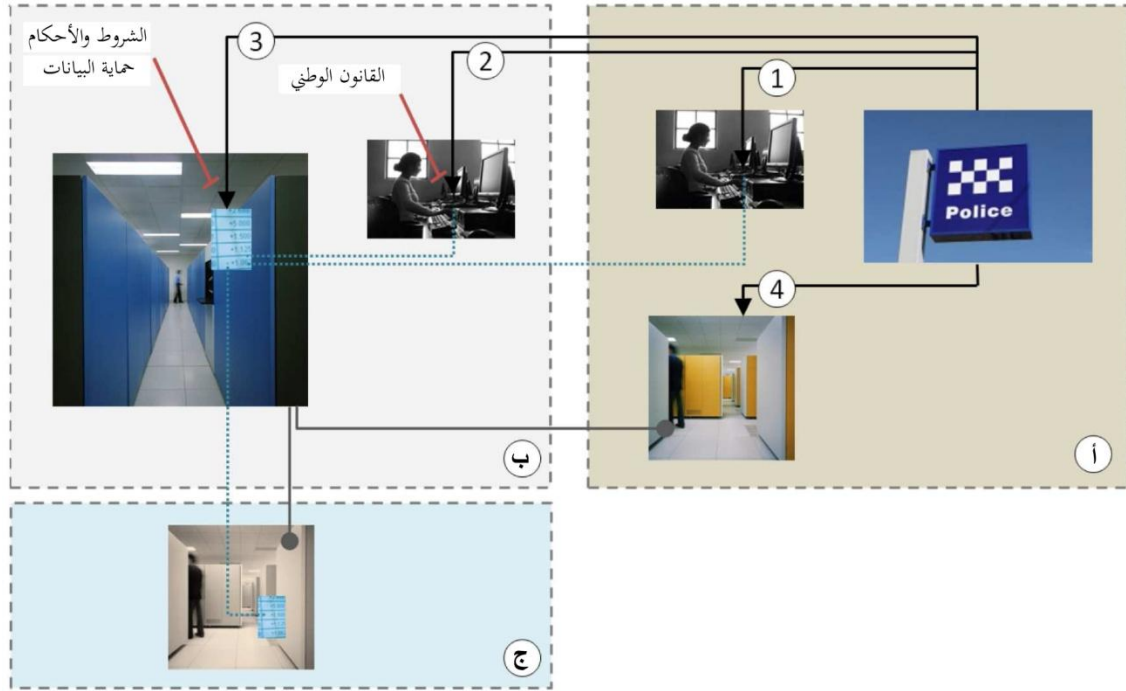 الشروط والأحكام
حماية البيانات
القانون الوطني
3
2
1
Police
4
ب
أ
ج